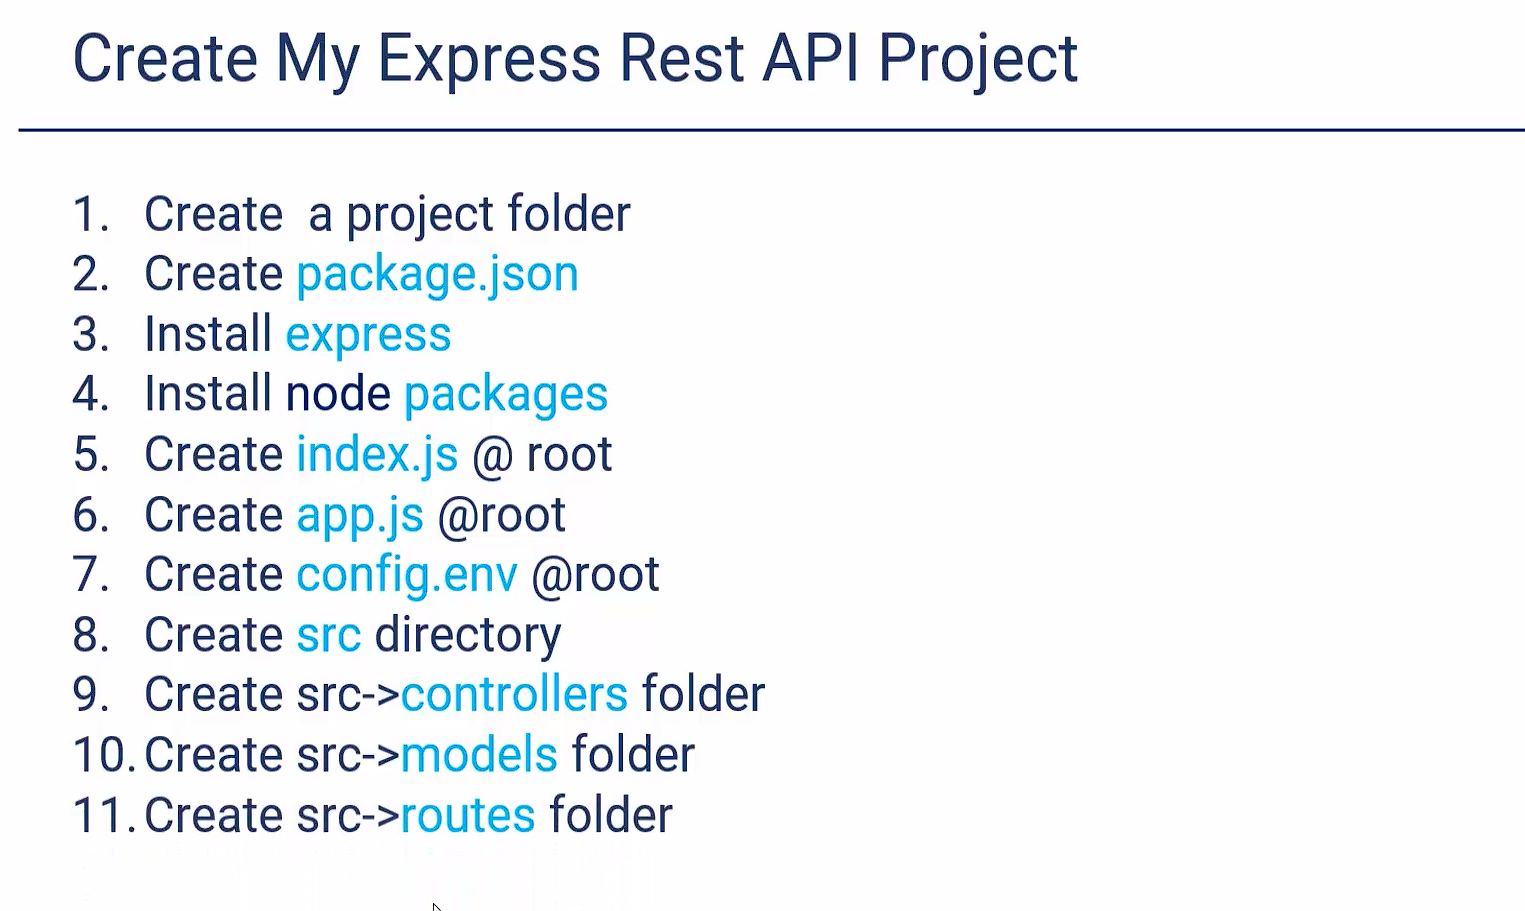 Create My Express Rest API Project
1. Create  a project folder
2. Create package.json
3. Install express
4. Install node packages
5. Create index.js @ root
6. Create app.js @root
7. Create config.env @root
8. Create src directory
9. Create src->controllers folder
10. Create src->models folder
11. Create src->routes folder